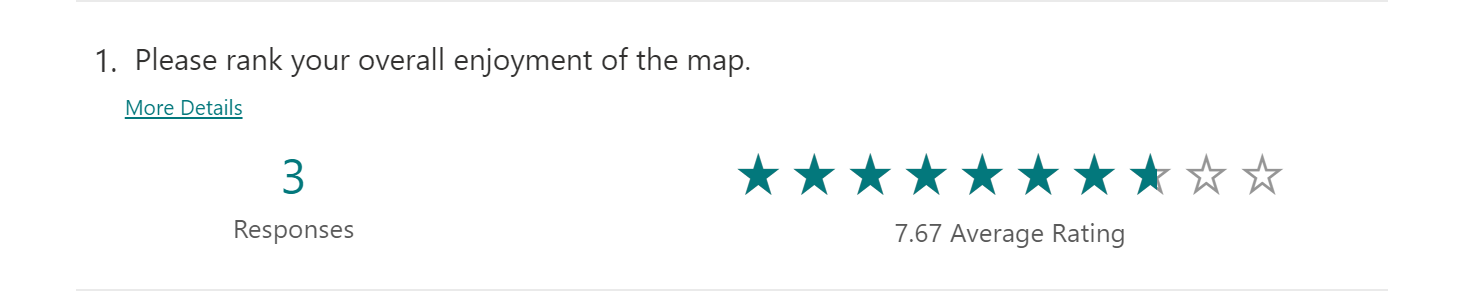 1. Please rank your overall enjoyment of the map.
More Details
3
Responses
7.67 Average Rating